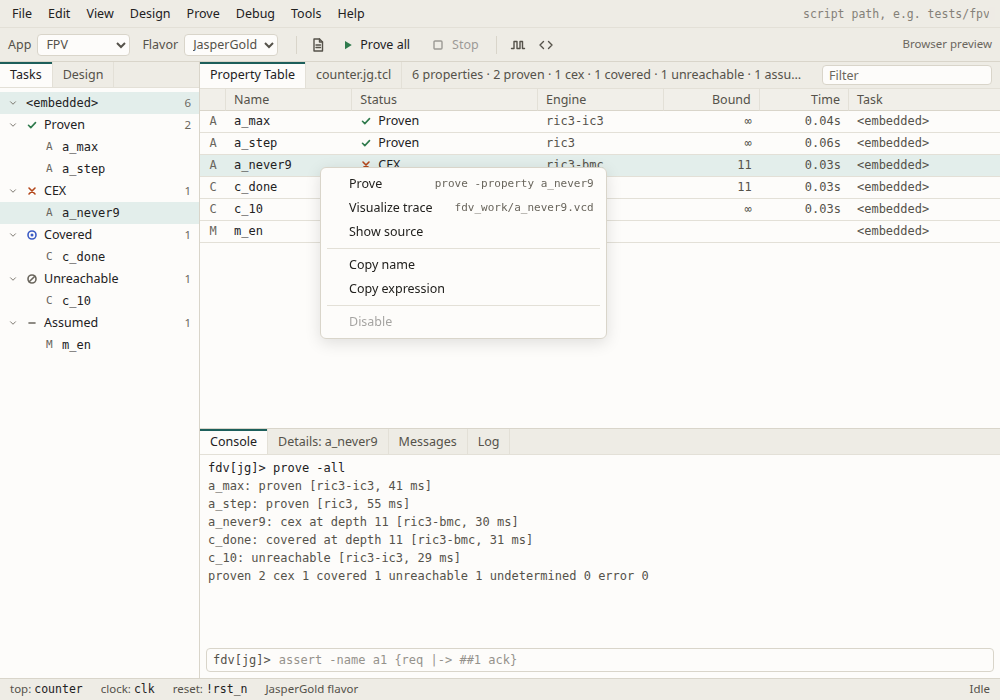 File Edit View Design Prove Debug Tools Help script path, e.g. tests/fpv
App FPV Flavor JasperGold Prove all Stop Browser preview
Tasks Design
<embedded> 6
Proven 2
A a_max
A a_step
CEX 1
A a_never9
Covered 1
C c_done
Unreachable 1
C c_10
Assumed 1
M m_en
Property Table counter.jg.tcl 6 properties · 2 proven · 1 cex · 1 covered · 1 unreachable · 1 assu... Filter
Name Status Engine Bound Time Task
A a_max Proven ric3-ic3 ∞ 0.04s <embedded>
A a_step Proven ric3 ∞ 0.06s <embedded>
A a_never9 CEX ric3-bmc 11 0.03s <embedded>
C c_done 11 0.03s <embedded>
C c_10 ∞ 0.03s <embedded>
M m_en <embedded>
Prove prove -property a_never9
Visualize trace fdv_work/a_never9.vcd
Show source
Copy name
Copy expression
Disable
Console Details: a_never9 Messages Log
fdv[jg]> prove -all
a_max: proven [ric3-ic3, 41 ms]
a_step: proven [ric3, 55 ms]
a_never9: cex at depth 11 [ric3-bmc, 30 ms]
c_done: covered at depth 11 [ric3-bmc, 31 ms]
c_10: unreachable [ric3-ic3, 29 ms]
proven 2 cex 1 covered 1 unreachable 1 undetermined 0 error 0
fdv[jg]> assert -name a1 {req |-> ##1 ack}
top: counter clock: clk reset: !rst_n JasperGold flavor Idle